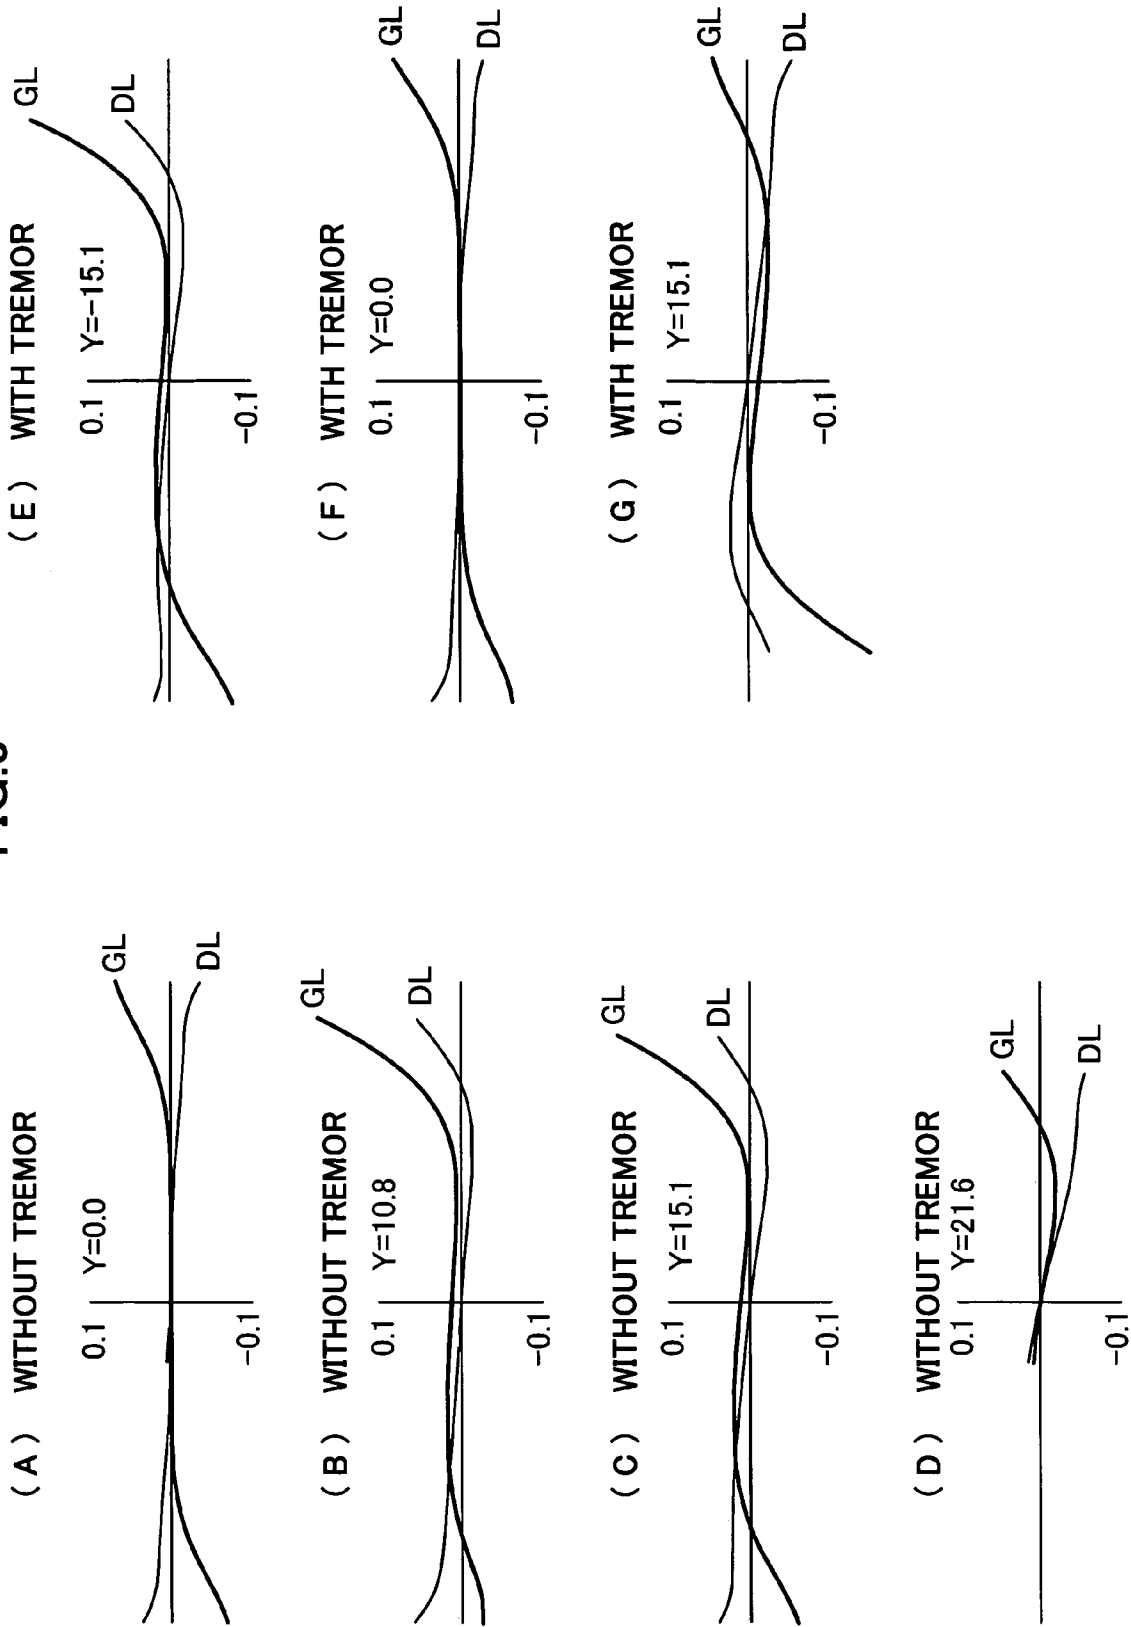 (A) WITHOUT TREMOR
Y=0.0
0.1
-0.1
GL
DL
(B) WITHOUT TREMOR
Y=10.8
0.1
-0.1
GL
DL
(C) WITHOUT TREMOR
Y=15.1
0.1
-0.1
GL
DL
(D) WITHOUT TREMOR
Y=21.6
0.1
-0.1
GL
DL
(E) WITH TREMOR
Y=-15.1
0.1
-0.1
GL
DL
(F) WITH TREMOR
Y=0.0
0.1
-0.1
GL
DL
(G) WITH TREMOR
Y=15.1
0.1
-0.1
GL
DL